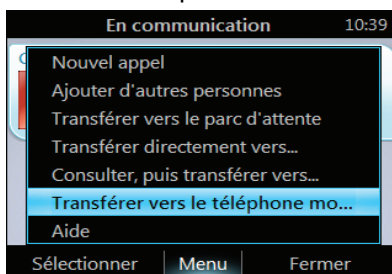 En communication 10:39
Nouvel appel
Ajouter d'autres personnes
Transférer vers le parc d'attente
Transférer directement vers...
Consulter, puis transférer vers...
Transférer vers le téléphone mo...
Aide
Sélectionner Menu Fermer